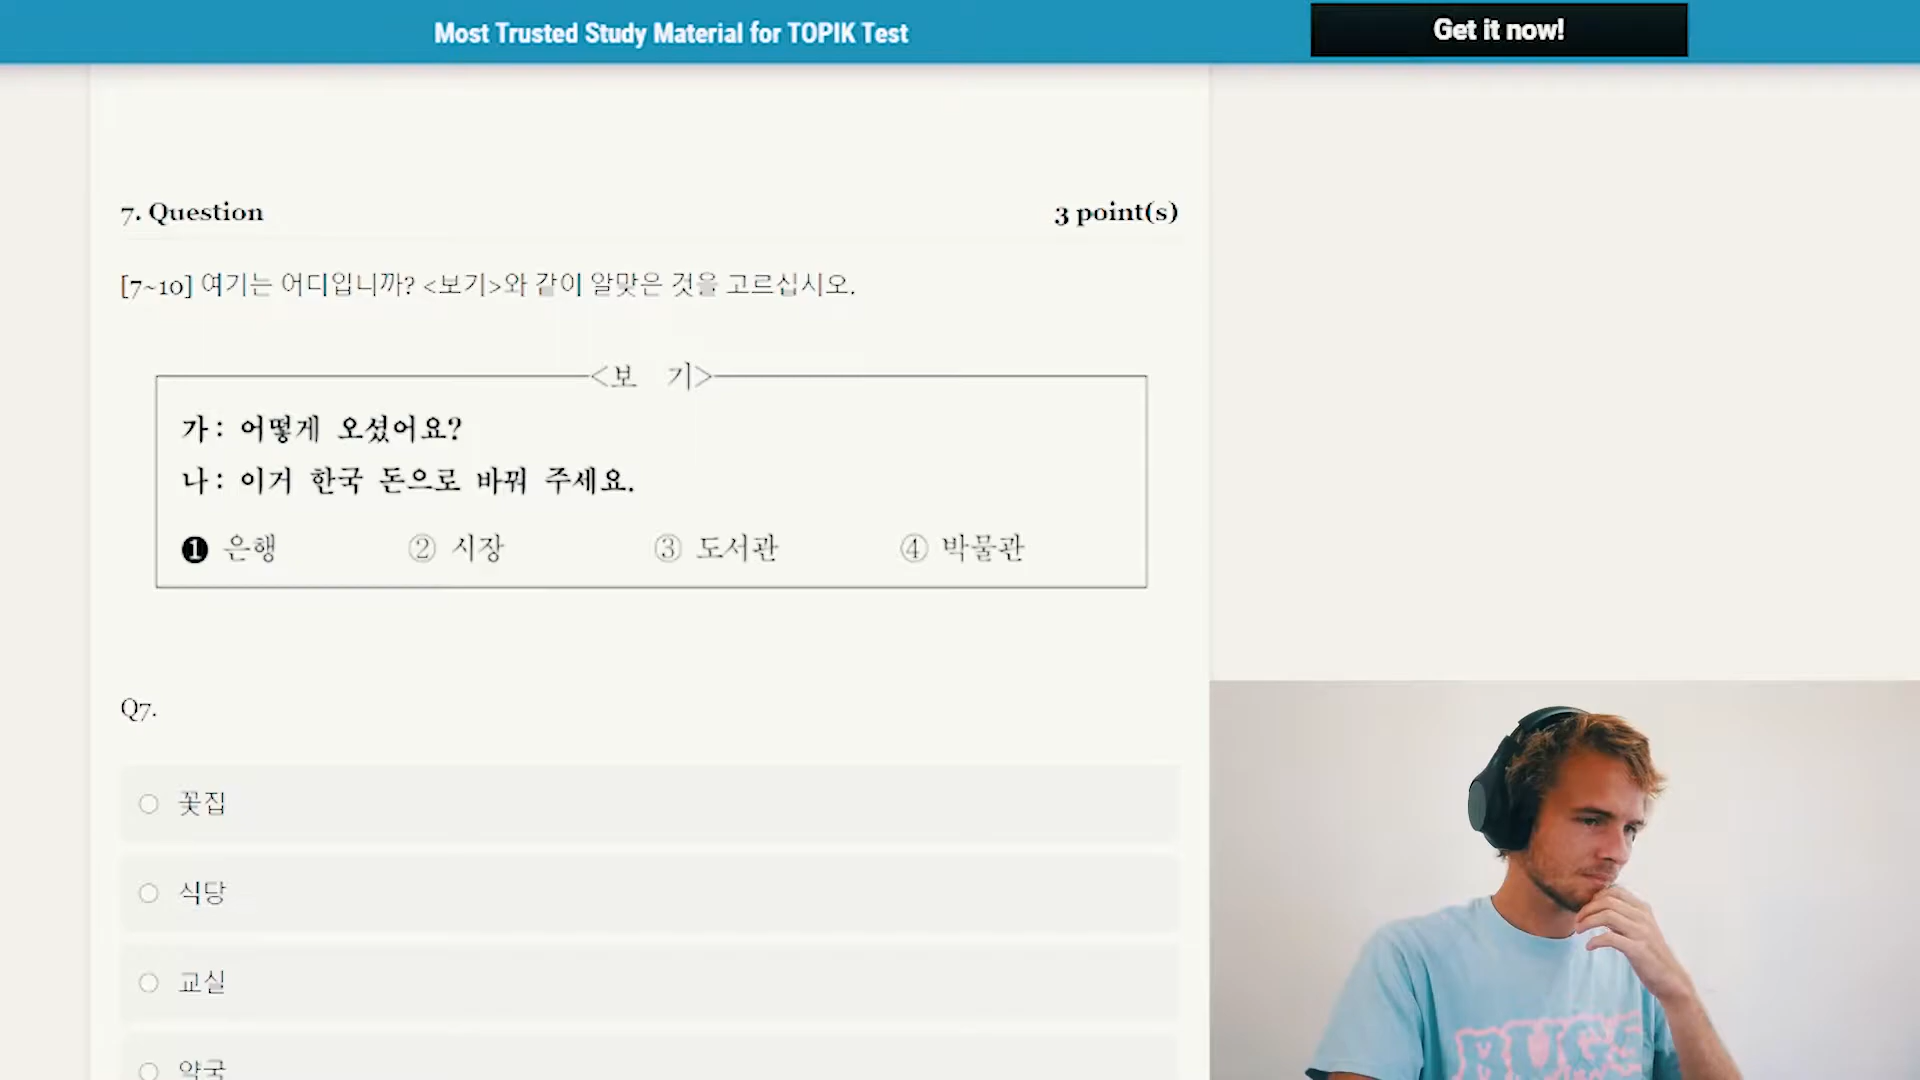 Most Trusted Study Material for TOPIK Test
Get it now!
7. Question
3 point(s)
[7~10] 여기는 어디입니까? <보기>와 같이 알맞은 것을 고르십시오.
<보 기>
가: 어떻게 오셨어요?
나: 이거 한국 돈으로 바꿔 주세요.
❶ 은행 ② 시장 ③ 도서관 ④ 박물관
Q7.
꽃집
식당
교실
약국
BUGS